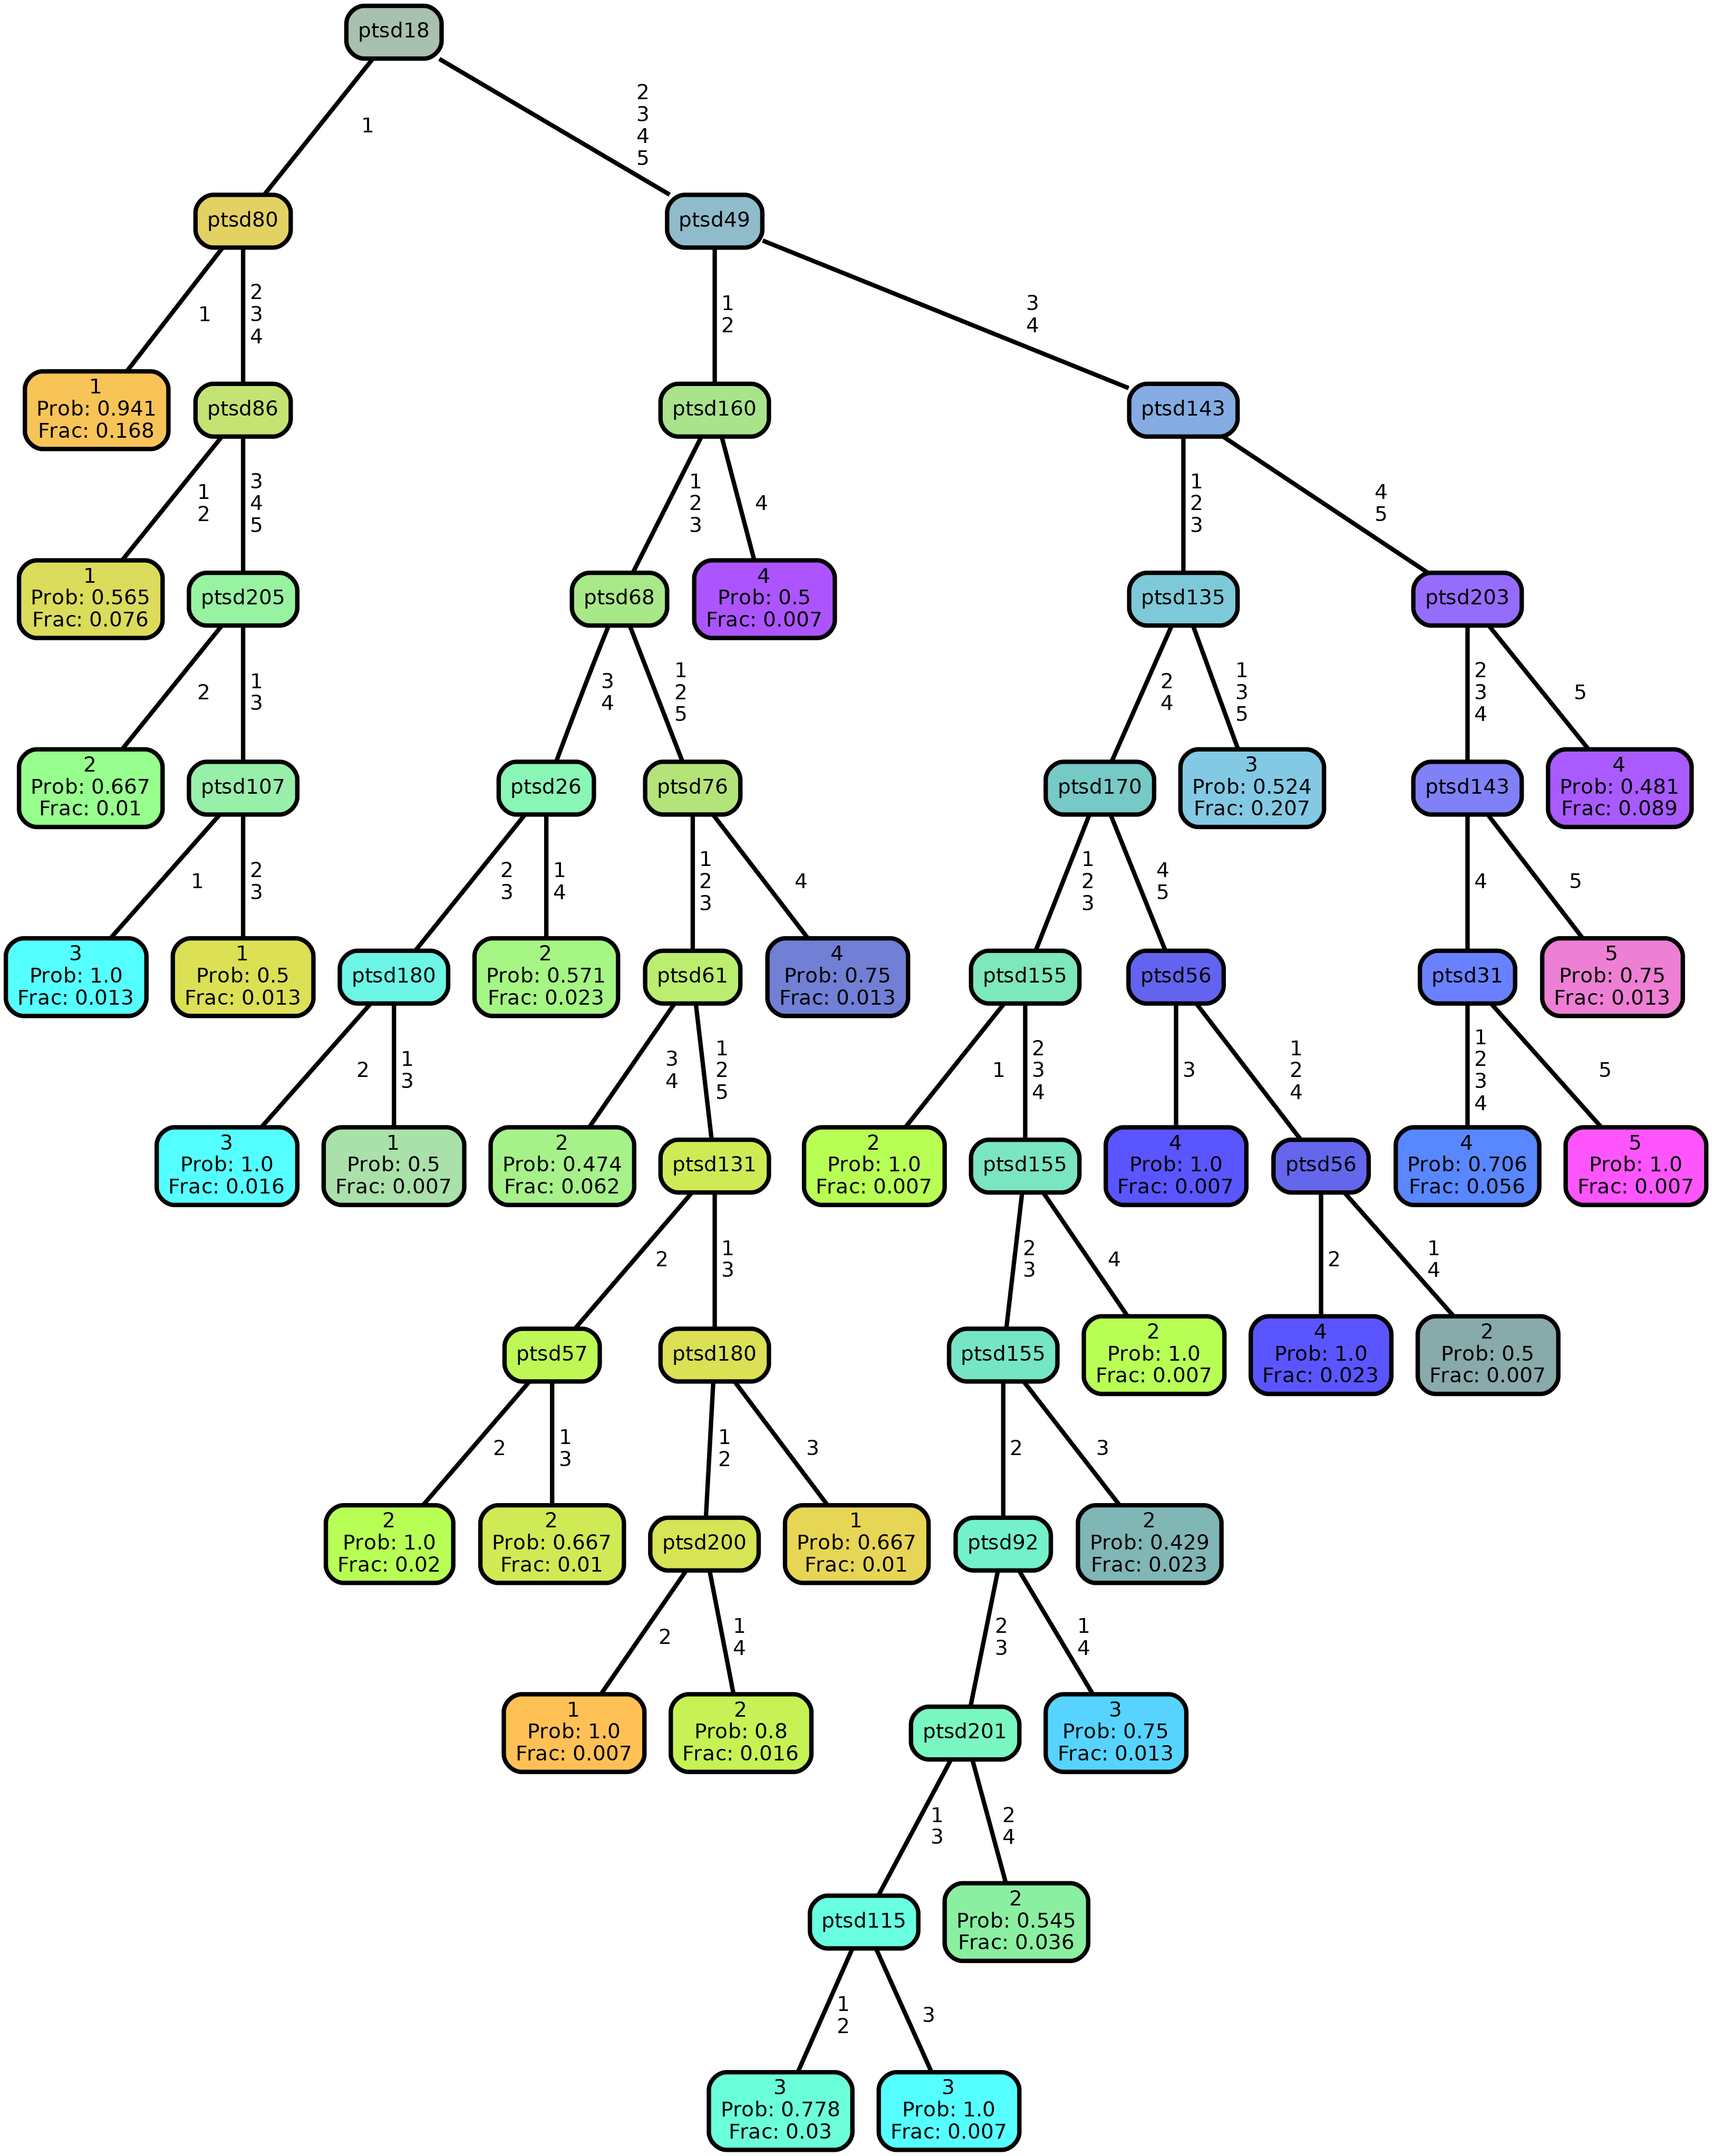 ptsd18
1
2
3
4
5
ptsd80
ptsd49
1
2
3
4
1
2
3
4
1
Prob: 0.941
Frac: 0.168
ptsd86
ptsd160
ptsd143
1
2
3
4
5
1
2
3
4
1
2
3
4
5
1
Prob: 0.565
Frac: 0.076
ptsd205
ptsd68
4
Prob: 0.5
Frac: 0.007
ptsd135
ptsd203
2
1
3
3
4
1
2
5
2
4
1
3
5
2
3
4
5
2
Prob: 0.667
Frac: 0.01
ptsd107
ptsd26
ptsd76
ptsd170
3
Prob: 0.524
Frac: 0.207
ptsd143
4
Prob: 0.481
Frac: 0.089
1
2
3
2
3
1
4
1
2
3
4
1
2
3
4
5
4
5
3
Prob: 1.0
Frac: 0.013
1
Prob: 0.5
Frac: 0.013
ptsd180
2
Prob: 0.571
Frac: 0.023
ptsd61
4
Prob: 0.75
Frac: 0.013
ptsd155
ptsd56
ptsd31
5
Prob: 0.75
Frac: 0.013
2
1
3
3
4
1
2
5
1
2
3
4
3
1
2
4
1
2
3
4
5
3
Prob: 1.0
Frac: 0.016
1
Prob: 0.5
Frac: 0.007
2
Prob: 0.474
Frac: 0.062
ptsd131
2
Prob: 1.0
Frac: 0.007
ptsd155
4
Prob: 1.0
Frac: 0.007
ptsd56
4
Prob: 0.706
Frac: 0.056
5
Prob: 1.0
Frac: 0.007
2
1
3
2
3
4
2
1
4
ptsd57
ptsd180
ptsd155
2
Prob: 1.0
Frac: 0.007
4
Prob: 1.0
Frac: 0.023
2
Prob: 0.5
Frac: 0.007
2
1
3
1
2
3
2
3
2
Prob: 1.0
Frac: 0.02
2
Prob: 0.667
Frac: 0.01
ptsd200
1
Prob: 0.667
Frac: 0.01
ptsd92
2
Prob: 0.429
Frac: 0.023
2
1
4
2
3
1
4
1
Prob: 1.0
Frac: 0.007
2
Prob: 0.8
Frac: 0.016
ptsd201
3
Prob: 0.75
Frac: 0.013
1
3
2
4
ptsd115
2
Prob: 0.545
Frac: 0.036
1
2
3
3
Prob: 0.778
Frac: 0.03
3
Prob: 1.0
Frac: 0.007